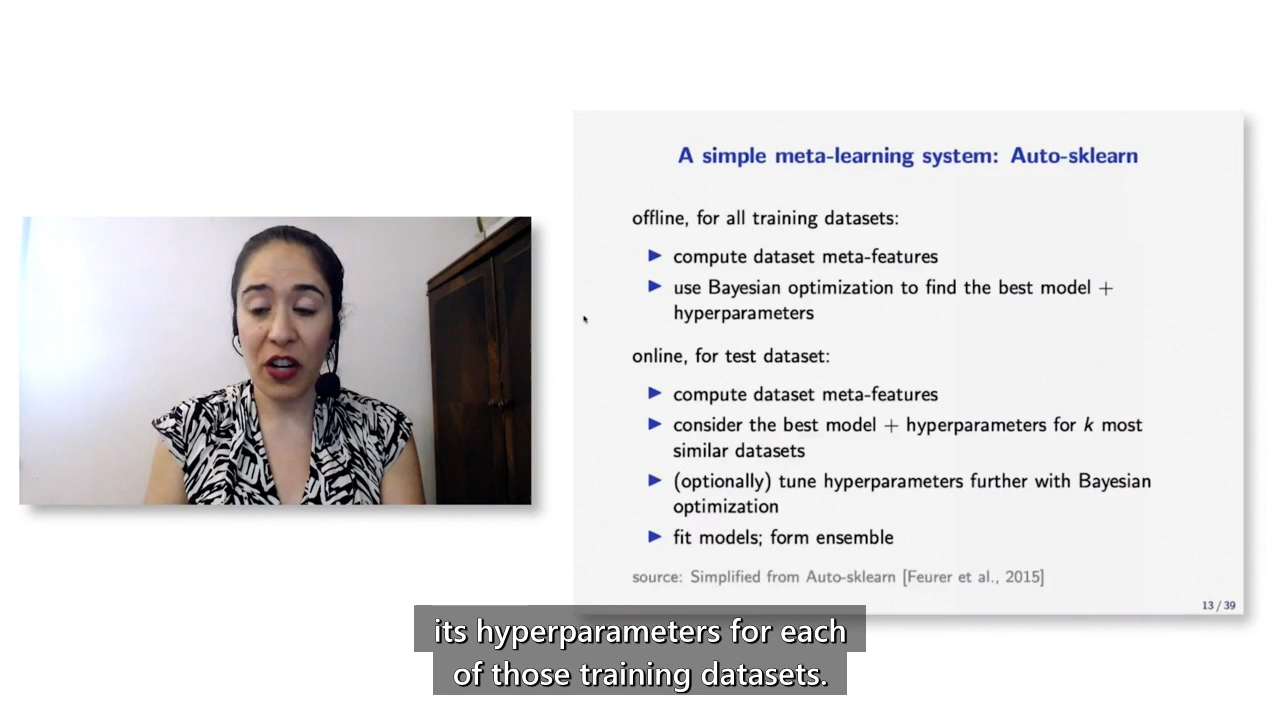 A simple meta-learning system: Auto-sklearn
offline, for all training datasets:
▶ compute dataset meta-features
▶ use Bayesian optimization to find the best model +
hyperparameters
online, for test dataset:
▶ compute dataset meta-features
▶ consider the best model + hyperparameters for k most
similar datasets
▶ (optionally) tune hyperparameters further with Bayesian
optimization
▶ fit models; form ensemble
source: Simplified from Auto-sklearn [Feurer et al., 2015]
13 / 39
its hyperparameters for each
of those training datasets.